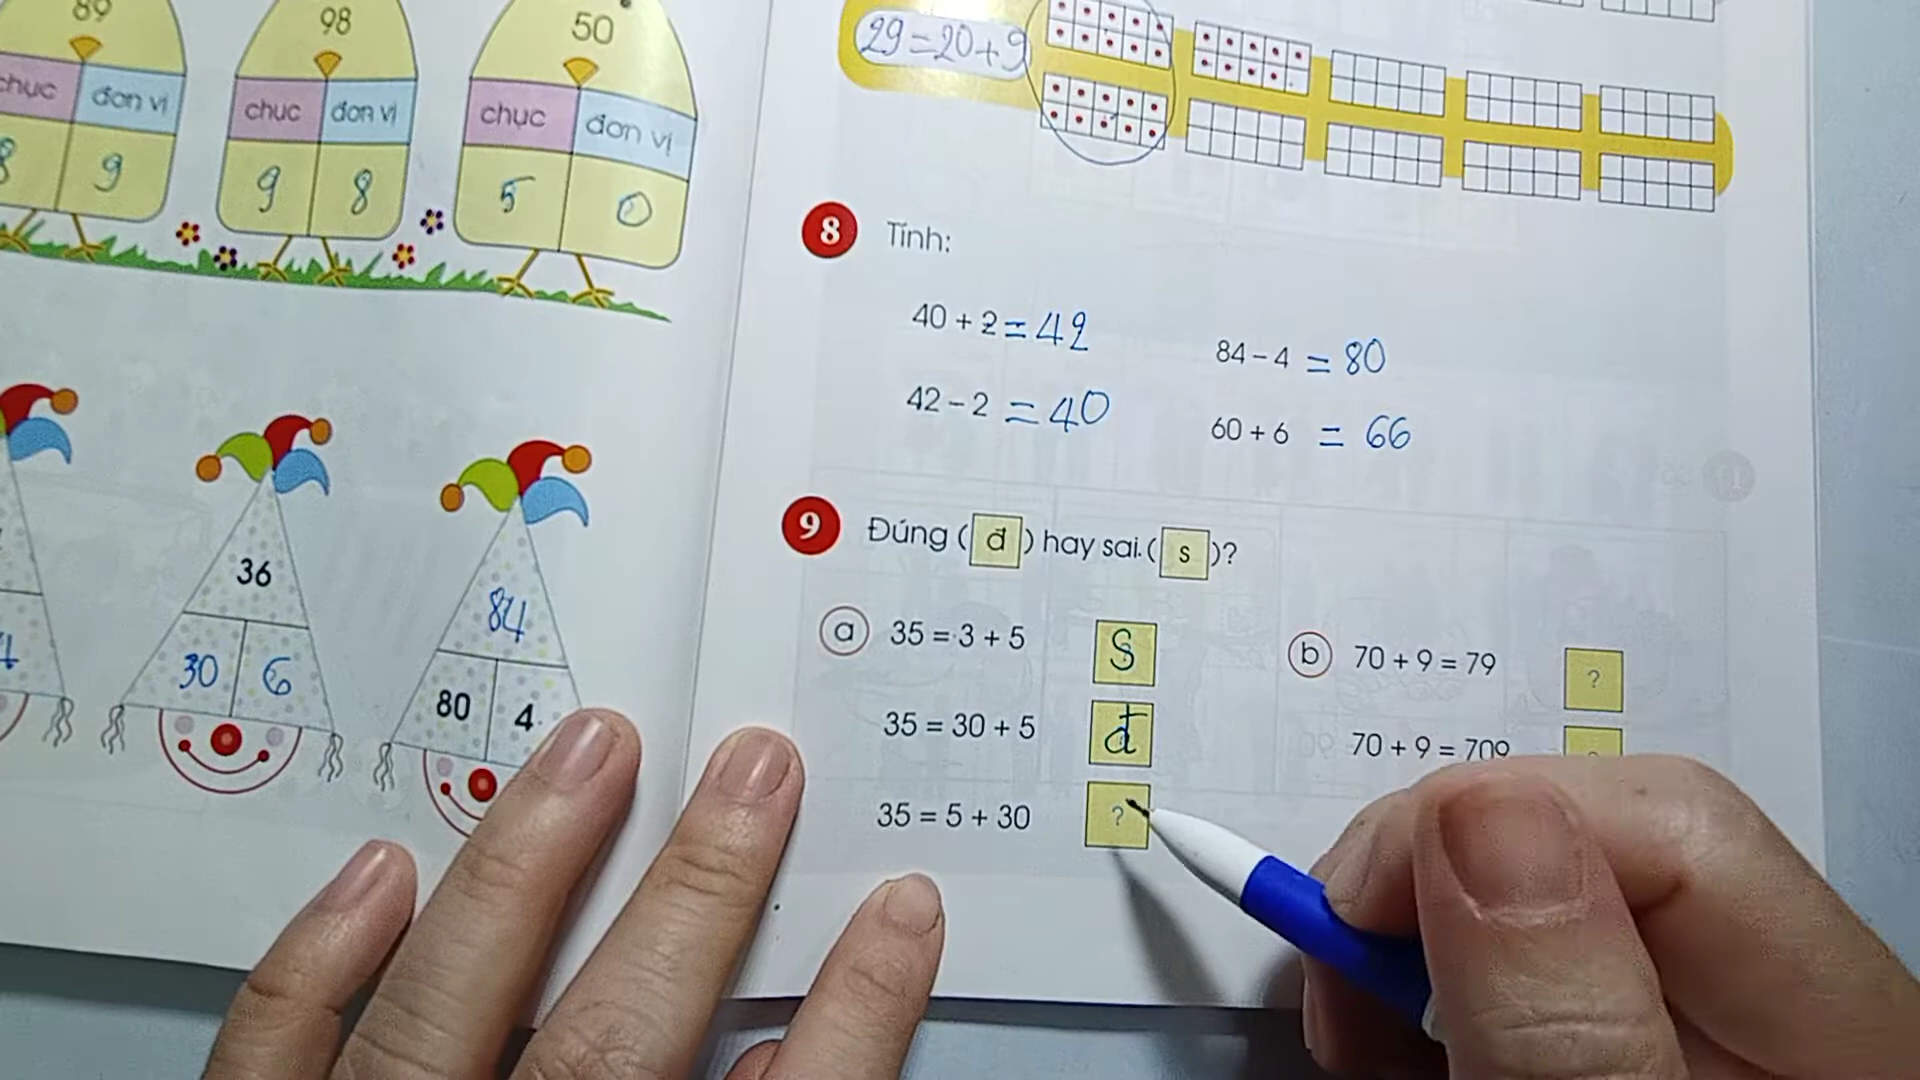 89
98
50
chục đơn vị
chục đơn vị
chục đơn vị
8 9
9 8
5 0
36
30 6
84
80 4
29 = 20 + 9
8 Tính:
40 + 2 = 42
84 - 4 = 80
42 - 2 = 40
60 + 6 = 66
9 Đúng ( đ ) hay sai ( s )?
a 35 = 3 + 5 S
35 = 30 + 5 đ
35 = 5 + 30 ?
b 70 + 9 = 79 ?
70 + 9 = 709